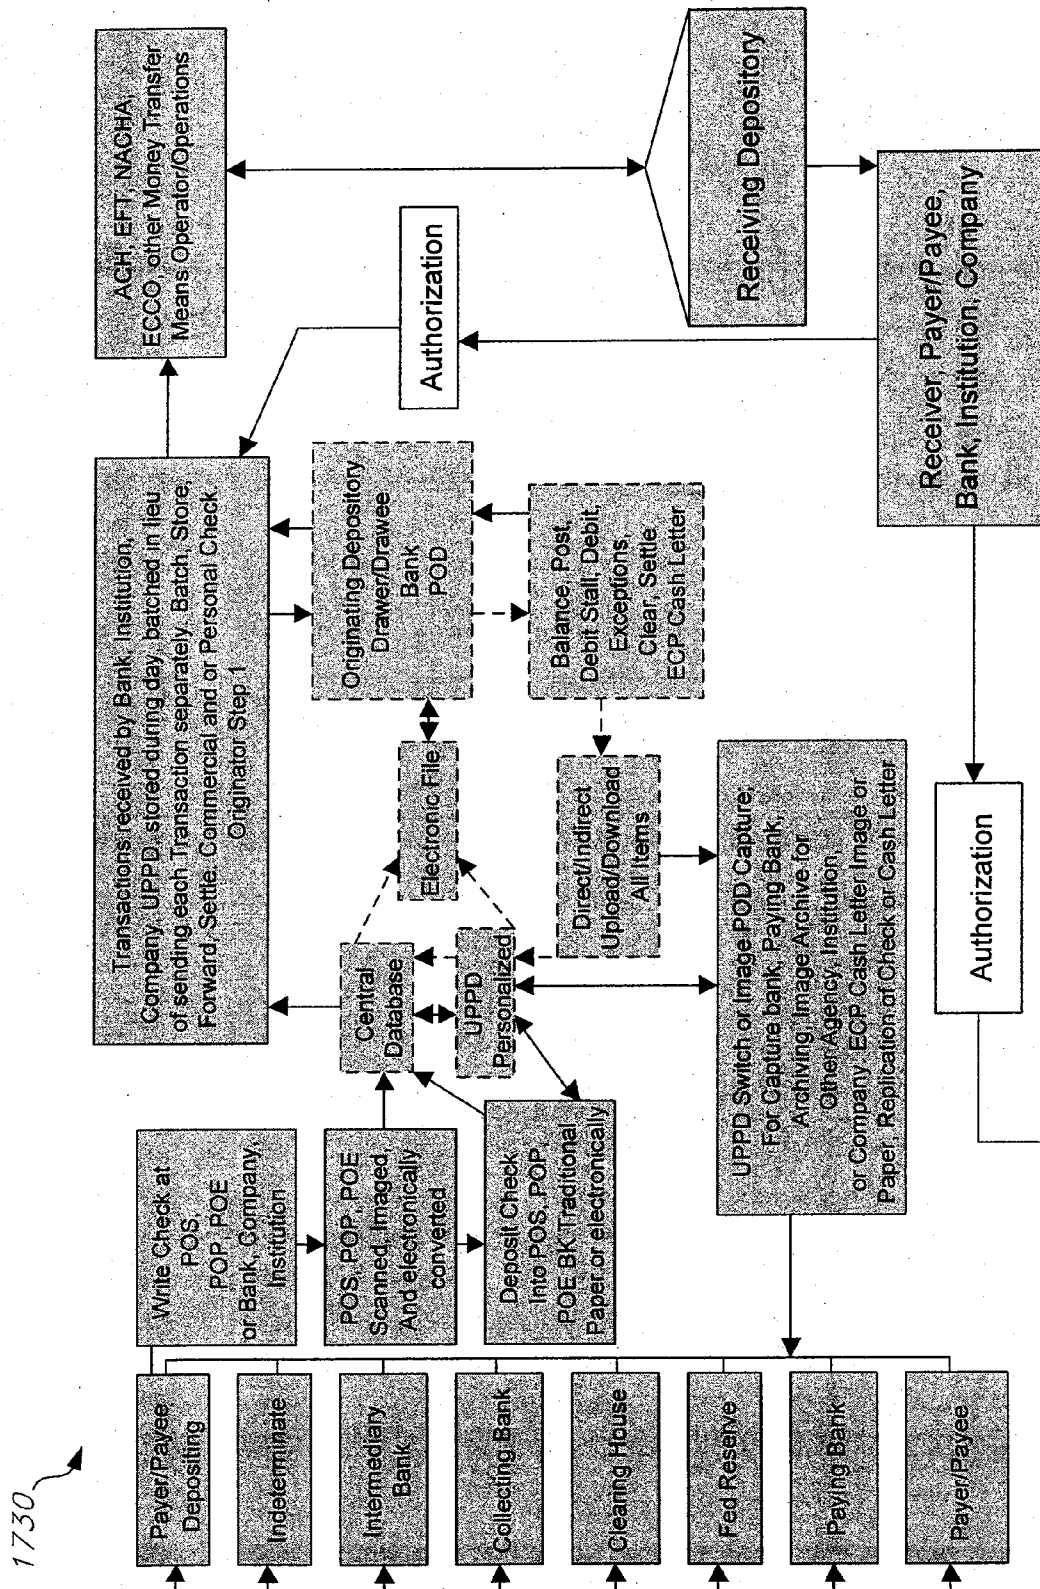 1730
Payer/Payee
Depositing
Indeterminate
Intermediary
Bank,
Collecting Bank
Clearing House
Fed Reserve
Paying Bank
Payer/Payee
Write Check at
POS,
POP, POE
or Bank, Company,
Institution
POS, POP, POE
Scanned, Imaged,
And electronically
converted
Deposit Check
Into POS, POP,
POE BK Traditional
Paper or electronically
Central
Database
UPPD
Personalized
Electronic File
Direct/Indirect
Upload/Download
All Items
UPPD Switch or Image POD Capture;
For Capture bank, Paying Bank,
Archiving, Image Archive for
Other Agency, Institution,
or Company. ECP Cash Letter Image or
Paper, Replication of Check or Cash Letter
Transactions received by Bank, Institution,
Company. UPPD, stored during day, batched in lieu
of sending each Transaction separately. Batch, Store,
Forward, Settle. Commercial and or Personal Check.
Originator Step 1
Originating Depository
Drawer/Drawee
Bank
POD
Balance, Post,
Debit Stall, Debit,
Exceptions,
Clear, Settle
ECP Cash Letter
Authorization
ACH, EFT, NACHA,
ECCO, other Money Transfer
Means Operator/Operations
Receiving Depository
Receiver, Payer/Payee,
Bank, Institution, Company
Authorization